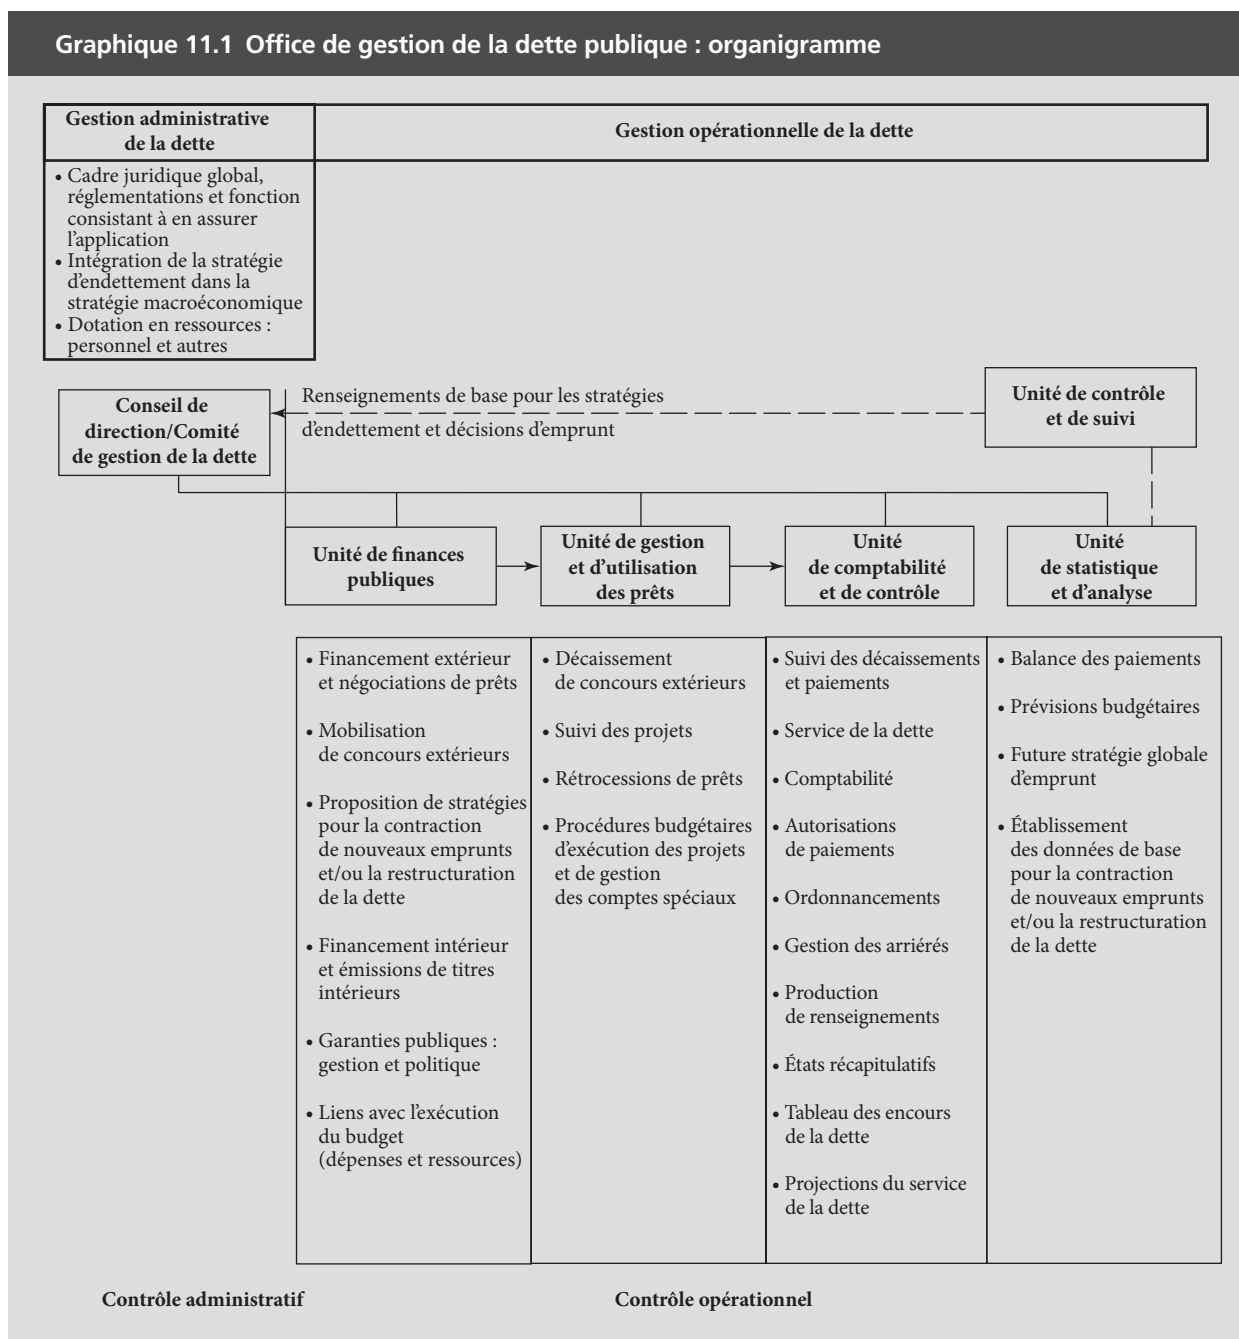 Graphique 11.1 Office de gestion de la dette publique : organigramme
Gestion administrative
de la dette
Gestion opérationnelle de la dette
• Cadre juridique global,
réglementations et fonction
consistant à en assurer
l'application
• Intégration de la stratégie
d'endettement dans la
stratégie macroéconomique
• Dotation en ressources :
personnel et autres
Conseil de
direction/Comité
de gestion de la dette
Renseignements de base pour les stratégies
d'endettement et décisions d'emprunt
Unité de contrôle
et de suivi
Unité de finances
publiques
Unité de gestion
et d'utilisation
des prêts
Unité
de comptabilité
et de contrôle
Unité
de statistique
et d'analyse
• Financement extérieur
et négociations de prêts
• Mobilisation
de concours extérieurs
• Proposition de stratégies
pour la contraction
de nouveaux emprunts
et/ou la restructuration
de la dette
• Financement intérieur
et émissions de titres
intérieurs
• Garanties publiques :
gestion et politique
• Liens avec l'exécution
du budget
(dépenses et ressources)
• Décaissement
de concours extérieurs
• Suivi des projets
• Rétrocessions de prêts
• Procédures budgétaires
d'exécution des projets
et de gestion
des comptes spéciaux
• Suivi des décaissements
et paiements
• Service de la dette
• Comptabilité
• Autorisations
de paiements
• Ordonnancements
• Gestion des arriérés
• Production
de renseignements
• États récapitulatifs
• Tableau des encours
de la dette
• Projections du service
de la dette
• Balance des paiements
• Prévisions budgétaires
• Future stratégie globale
d'emprunt
• Établissement
des données de base
pour la contraction
de nouveaux emprunts
et/ou la restructuration
de la dette
Contrôle administratif
Contrôle opérationnel